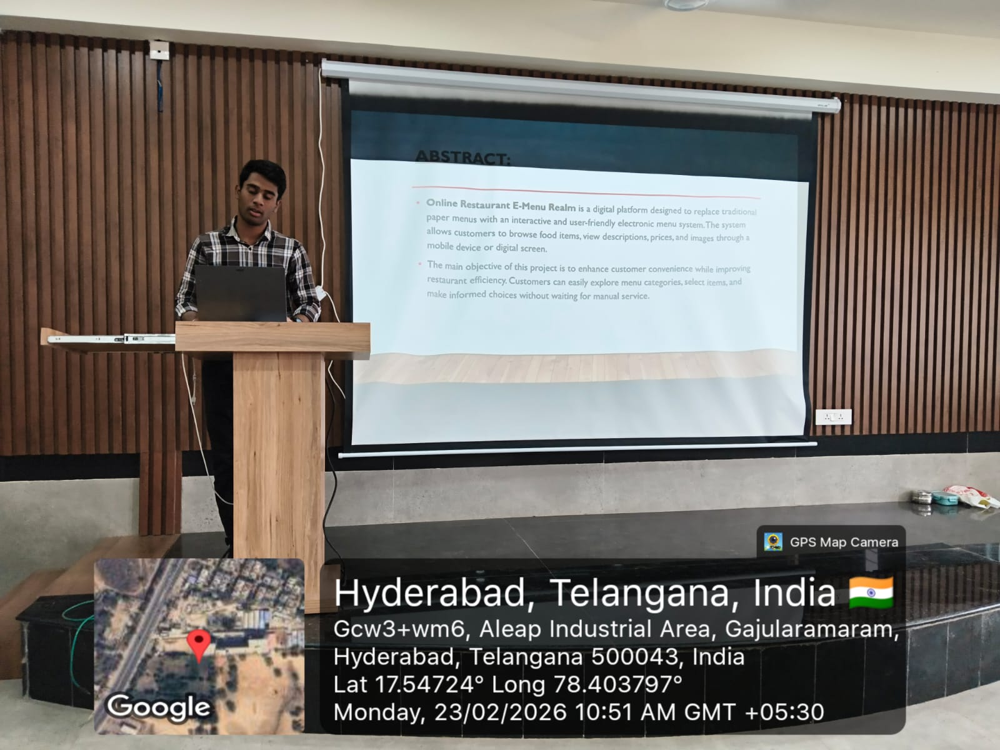 ABSTRACT:
• Online Restaurant E-Menu Realm is a digital platform designed to replace traditional
paper menus with an interactive and user-friendly electronic menu system. The system
allows customers to browse food items, view descriptions, prices, and images through a
mobile device or digital screen.
• The main objective of this project is to enhance customer convenience while improving
restaurant efficiency. Customers can easily explore menu categories, select items, and
make informed choices without waiting for manual service.
GPS Map Camera
Hyderabad, Telangana, India
Gcw3+wm6, Aleap Industrial Area, Gajularamaram,
Hyderabad, Telangana 500043, India
Lat 17.54724° Long 78.403797°
Monday, 23/02/2026 10:51 AM GMT +05:30
Google